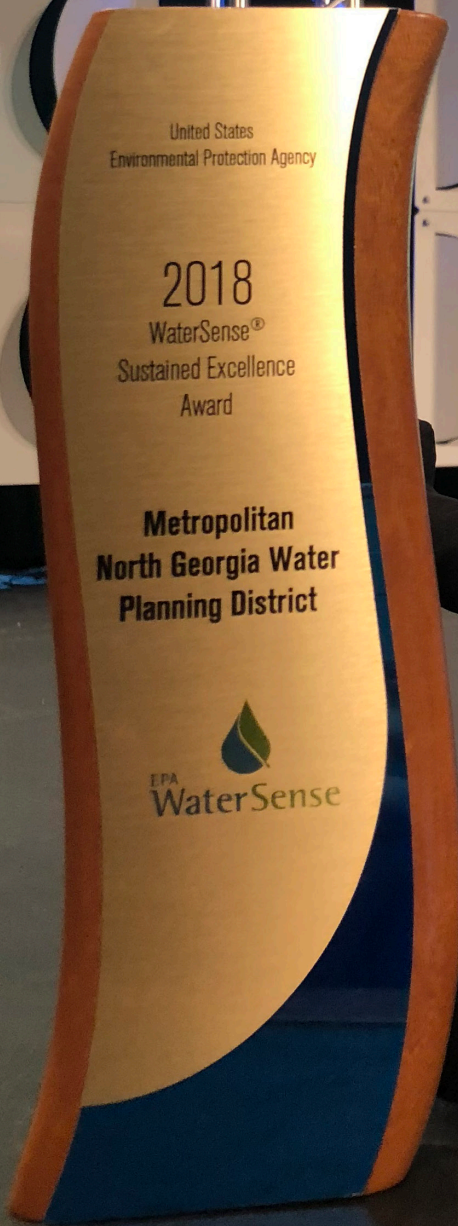 United States
Environmental Protection Agency
2018
WaterSense®
Sustained Excellence
Award
Metropolitan
North Georgia Water
Planning District
EPA
WaterSense